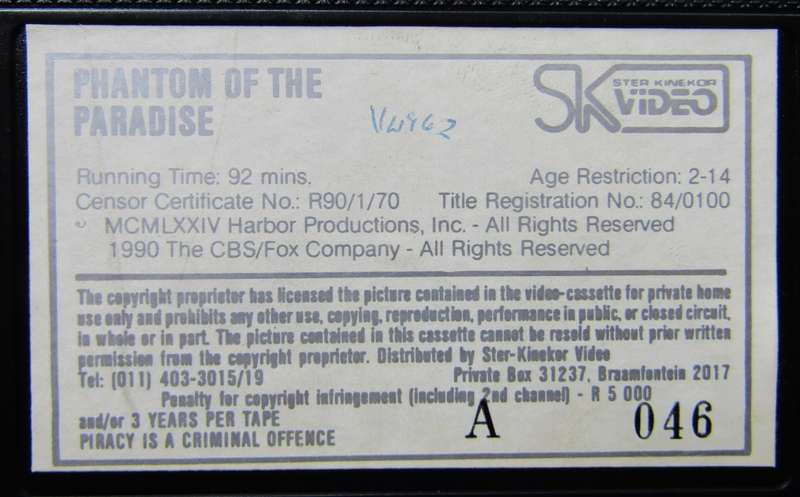 PHANTOM OF THE
PARADISE
STER KINEKOR
SK VIDEO
Running Time: 92 mins.
Age Restriction: 2-14
Censor Certificate No.: R90/1/70
Title Registration No.: 84/0100
MCMLXXIV Harbor Productions, Inc. - All Rights Reserved
1990 The CBS/Fox Company - All Rights Reserved
The copyright proprietor has licensed the picture contained in the video-cassette for private home
use only and prohibits any other use, copying, reproduction, performance in public, or closed circuit,
in whole or in part. The picture contained in this cassette cannot be resold without prior written
permission from the copyright proprietor. Distributed by Ster-Kinekor Video
Tel: (011) 403-3015/19
Private Box 31237, Braamfontein 2017
Penalty for copyright infringement (including 2nd channel) - R 5 000
and/or 3 YEARS PER TAPE
PIRACY IS A CRIMINAL OFFENCE
A
046